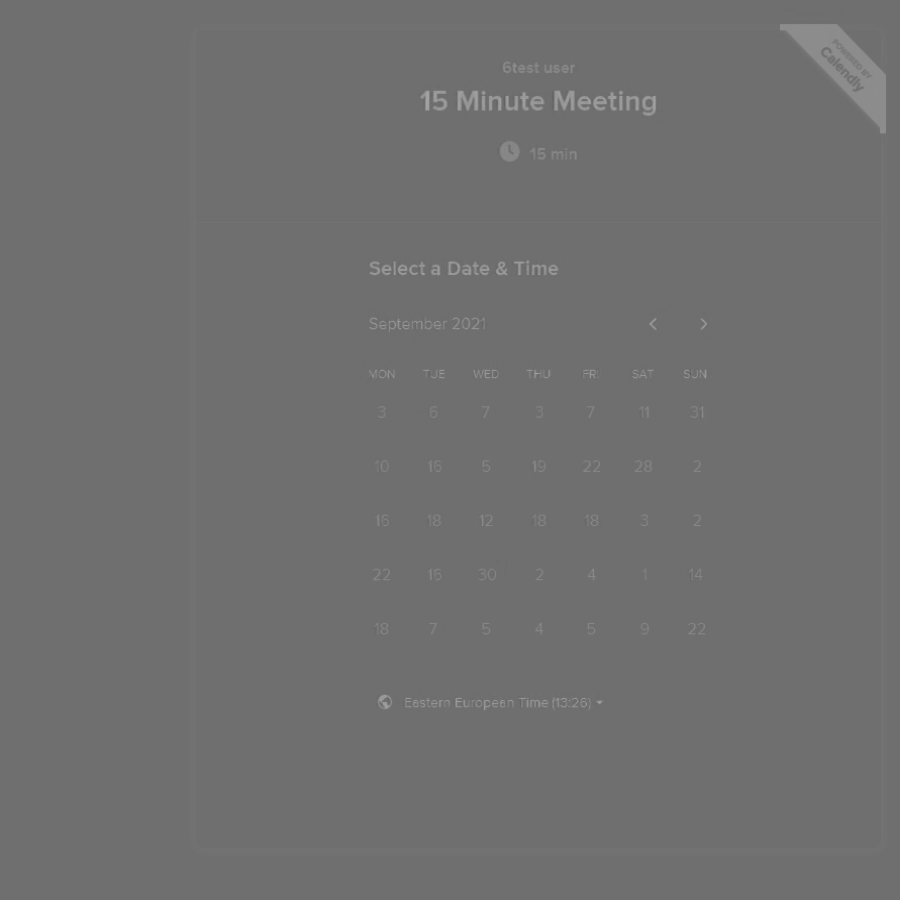 POWERED BY
Calendly
6test user
15 Minute Meeting
15 min
Select a Date & Time
September 2021
MON TUE WED THU FRI SAT SUN
3 6 7 3 7 11 31
10 16 5 19 22 28 2
16 18 12 18 18 3 2
22 16 30 2 4 1 14
18 7 5 4 5 9 22
Eastern European Time (13:26)